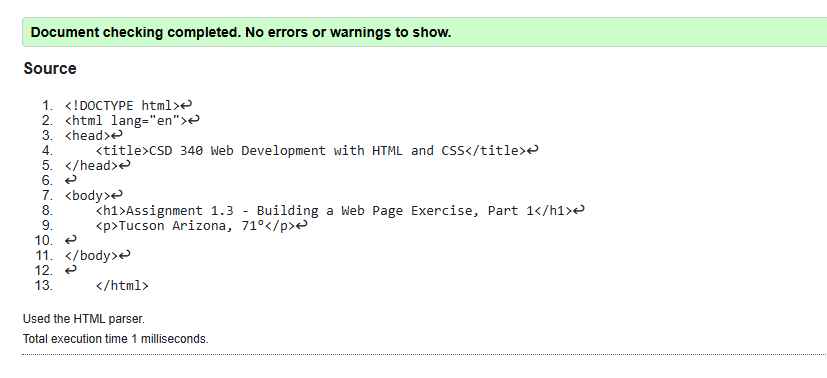 Document checking completed. No errors or warnings to show.
Source
1. <!DOCTYPE html>↩
2. <html lang="en">↩
3. <head>↩
4.     <title>CSD 340 Web Development with HTML and CSS</title>↩
5. </head>↩
6. ↩
7. <body>↩
8.     <h1>Assignment 1.3 - Building a Web Page Exercise, Part 1</h1>↩
9.     <p>Tucson Arizona, 71°</p>↩
10. ↩
11. </body>↩
12. ↩
13.     </html>
Used the HTML parser.
Total execution time 1 milliseconds.